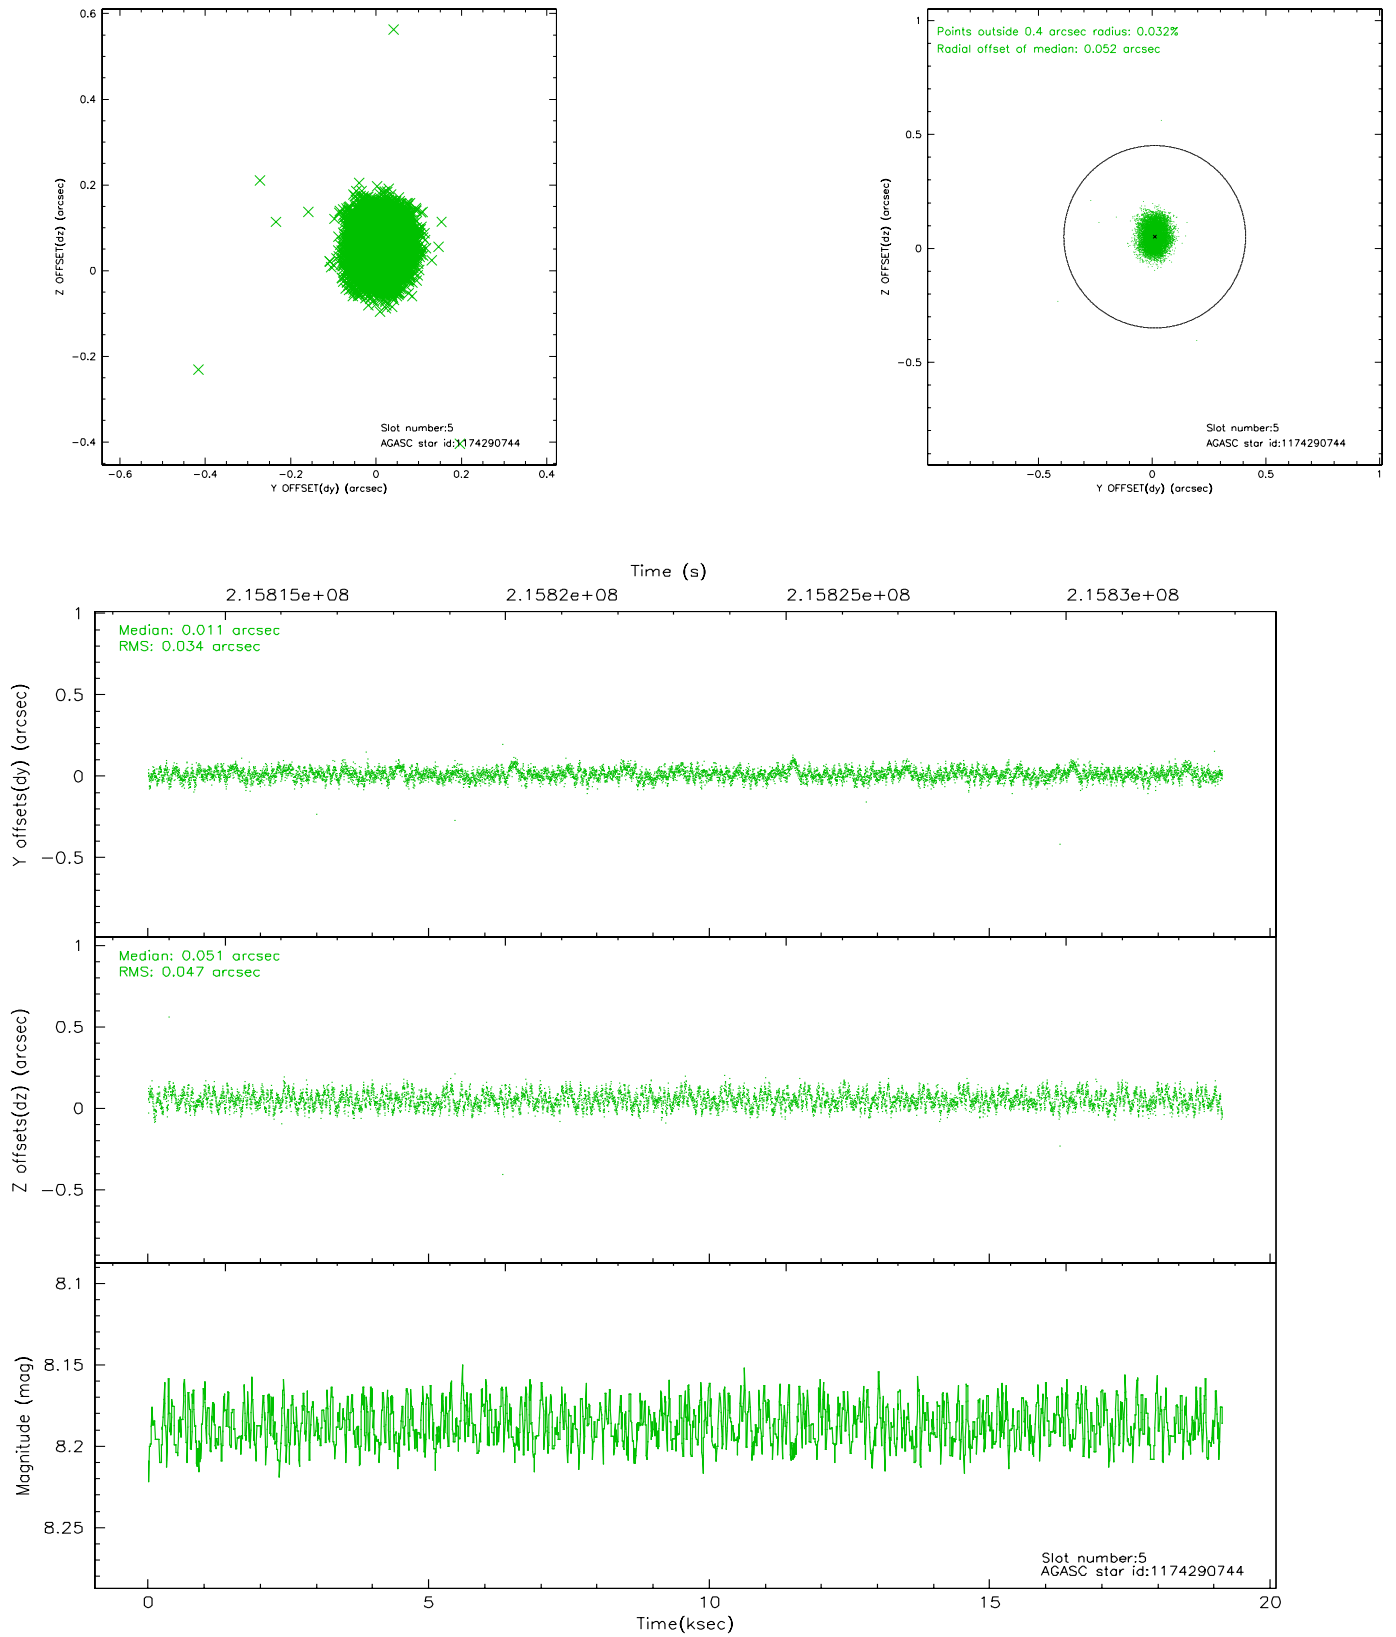 0.6
0.4
0.2
0
−0.2
−0.4
Z OFFSET(dz) (arcsec)
Slot number:5
AGASC star id:1174290744
−0.6 −0.4 −0.2 0 0.2 0.4
Y OFFSET(dy) (arcsec)
Points outside 0.4 arcsec radius: 0.032%
Radial offset of median: 0.052 arcsec
1
0.5
0
−0.5
Z OFFSET(dz) (arcsec)
Slot number:5
AGASC star id:1174290744
−0.5 0 0.5 1
Y OFFSET(dy) (arcsec)
Time (s)
2.15815e+08 2.1582e+08 2.15825e+08 2.1583e+08
Median: 0.011 arcsec
RMS: 0.034 arcsec
1
0.5
0
−0.5
Y offsets(dy) (arcsec)
Median: 0.051 arcsec
RMS: 0.047 arcsec
1
0.5
0
−0.5
Z offsets(dz) (arcsec)
8.1
8.15
8.2
8.25
Magnitude (mag)
Slot number:5
AGASC star id:1174290744
0 5 10 15 20
Time(ksec)